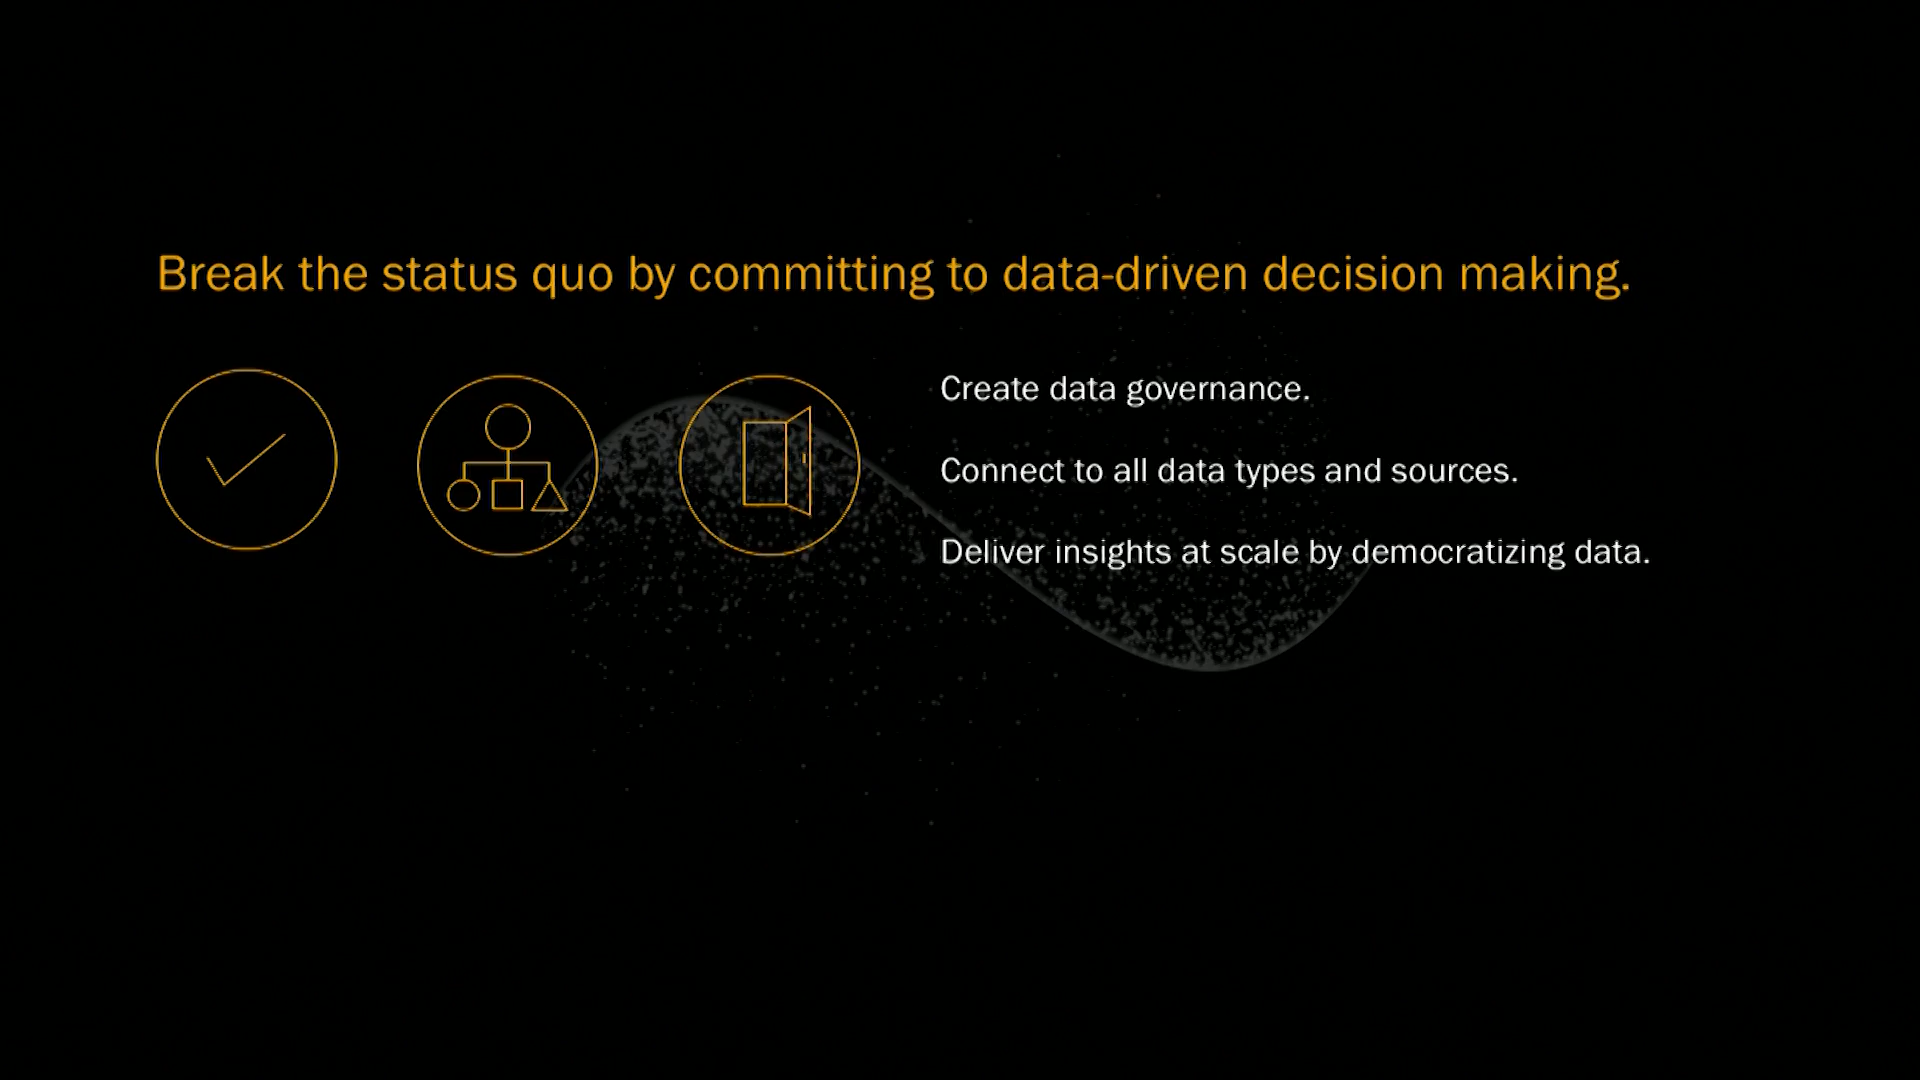 Break the status quo by committing to data-driven decision making.
Create data governance.
Connect to all data types and sources.
Deliver insights at scale by democratizing data.